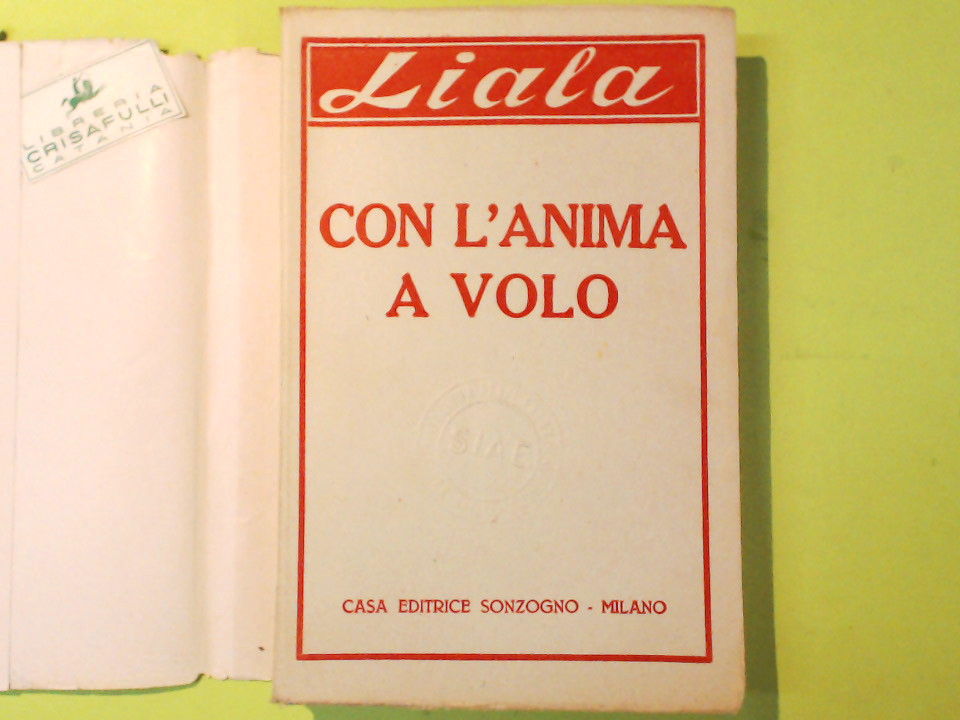 LIBRERIA
CRISAFULLI
CATANIA
Liala
CON L'ANIMA
A VOLO
SIAE
CASA EDITRICE SONZOGNO - MILANO